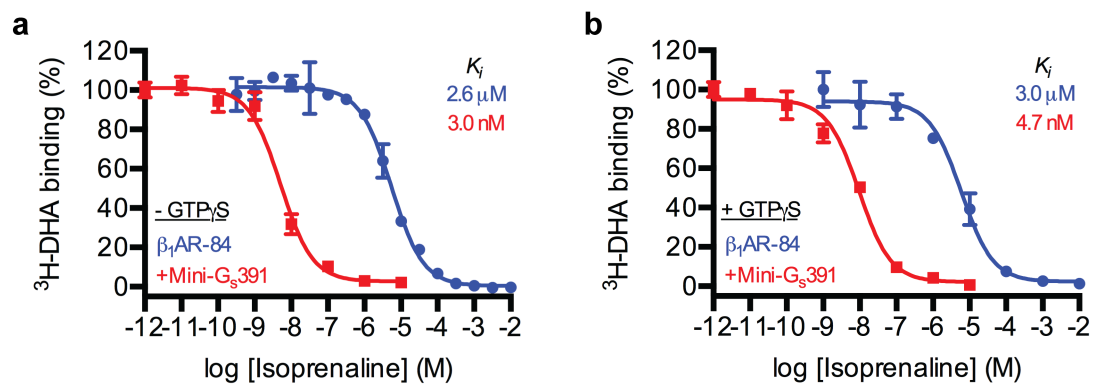 a
120
100
80
60
40
20
0
³H-DHA binding (%)
Kᵢ
2.6 μM
3.0 nM
- GTPγS
β₁AR-84
+Mini-Gₛ391
-12 -11 -10 -9 -8 -7 -6 -5 -4 -3 -2
log [Isoprenaline] (M)
b
120
100
80
60
40
20
0
³H-DHA binding (%)
Kᵢ
3.0 μM
4.7 nM
+ GTPγS
β₁AR-84
+Mini-Gₛ391
-12 -11 -10 -9 -8 -7 -6 -5 -4 -3 -2
log [Isoprenaline] (M)